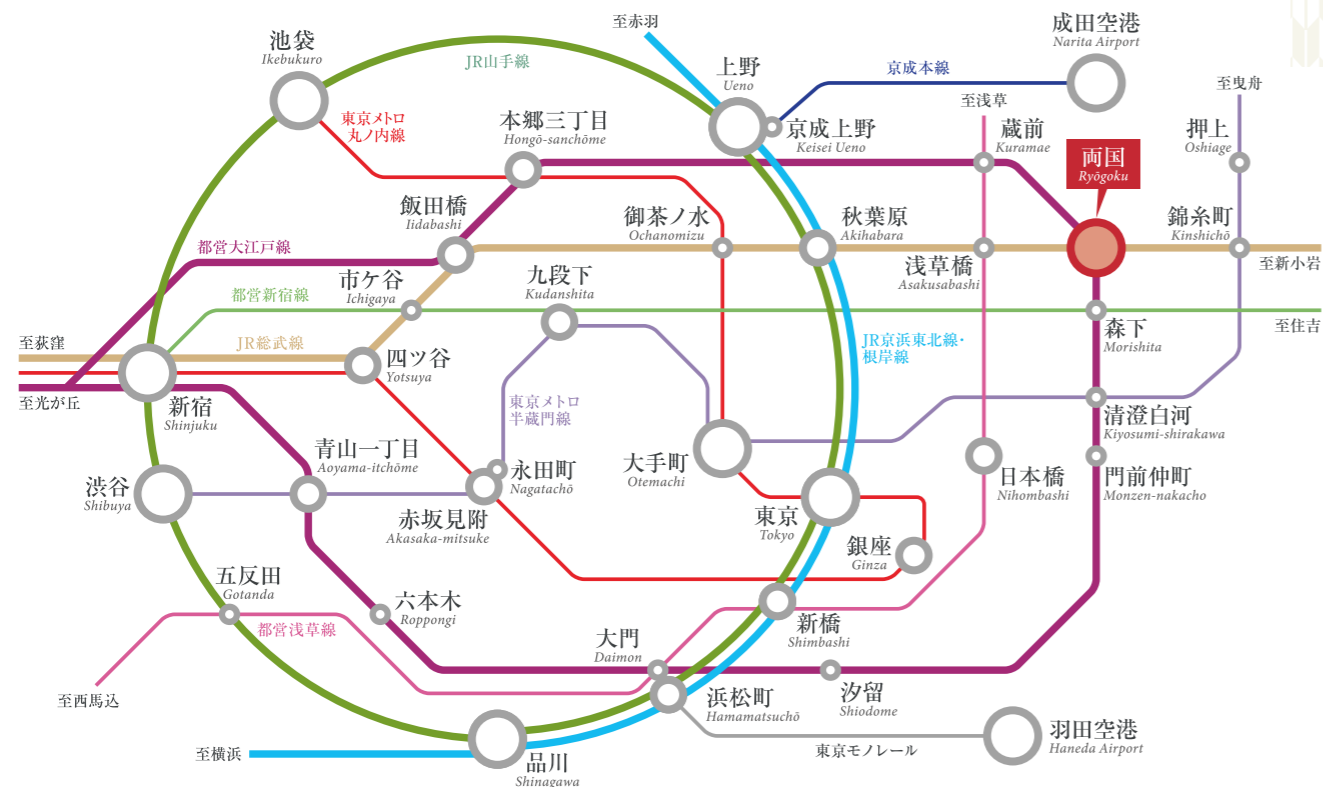 至赤羽
成田空港
Narita Airport
池袋
Ikebukuro
JR山手線
上野
Ueno
京成本線
至曳舟
至浅草
東京メトロ
丸ノ内線
本郷三丁目
Hongō-sanchōme
京成上野
Keisei Ueno
蔵前
Kuramae
両国
Ryōgoku
押上
Oshiage
飯田橋
Iidabashi
御茶ノ水
Ochanomizu
秋葉原
Akihabara
錦糸町
Kinshichō
都営大江戸線
市ケ谷
Ichigaya
九段下
Kudanshita
浅草橋
Asakusabashi
至新小岩
都営新宿線
至荻窪
JR総武線
四ツ谷
Yotsuya
JR京浜東北線・
根岸線
森下
Morishita
至住吉
至光が丘
新宿
Shinjuku
東京メトロ
半蔵門線
清澄白河
Kiyosumi-shirakawa
青山一丁目
Aoyama-itchōme
永田町
Nagatachō
大手町
Otemachi
日本橋
Nihombashi
門前仲町
Monzen-nakacho
渋谷
Shibuya
赤坂見附
Akasaka-mitsuke
東京
Tokyo
銀座
Ginza
五反田
Gotanda
六本木
Roppongi
都営浅草線
大門
Daimon
新橋
Shimbashi
至西馬込
浜松町
Hamamatsuchō
汐留
Shiodome
至横浜
品川
Shinagawa
東京モノレール
羽田空港
Haneda Airport